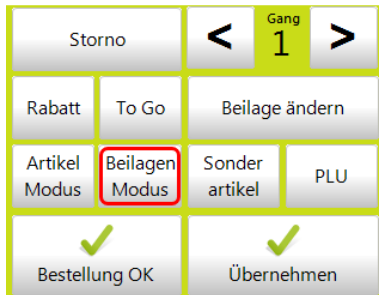 Storno
<
Gang
1
>
Rabatt
To Go
Beilage ändern
Artikel
Modus
Beilagen
Modus
Sonder
artikel
PLU
Bestellung OK
Übernehmen